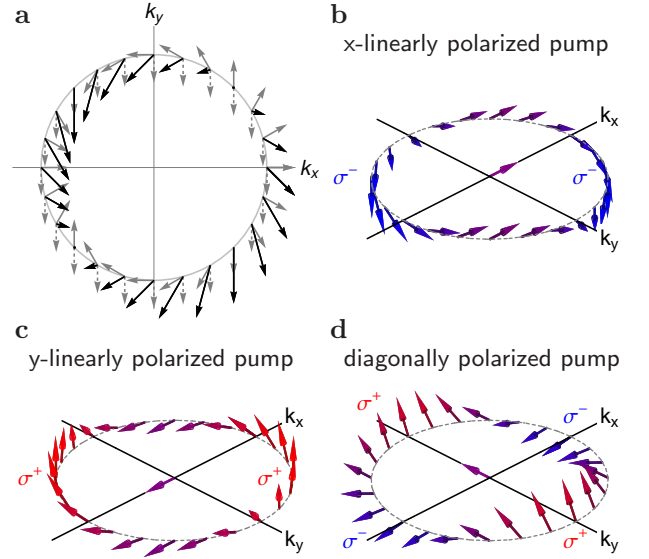 a
k_y
k_x
b
x-linearly polarized pump
k_x
σ⁻
σ⁻
k_y
c
y-linearly polarized pump
k_x
σ⁺
σ⁺
k_y
d
diagonally polarized pump
σ⁺
σ⁻
k_x
σ⁻
σ⁺
k_y